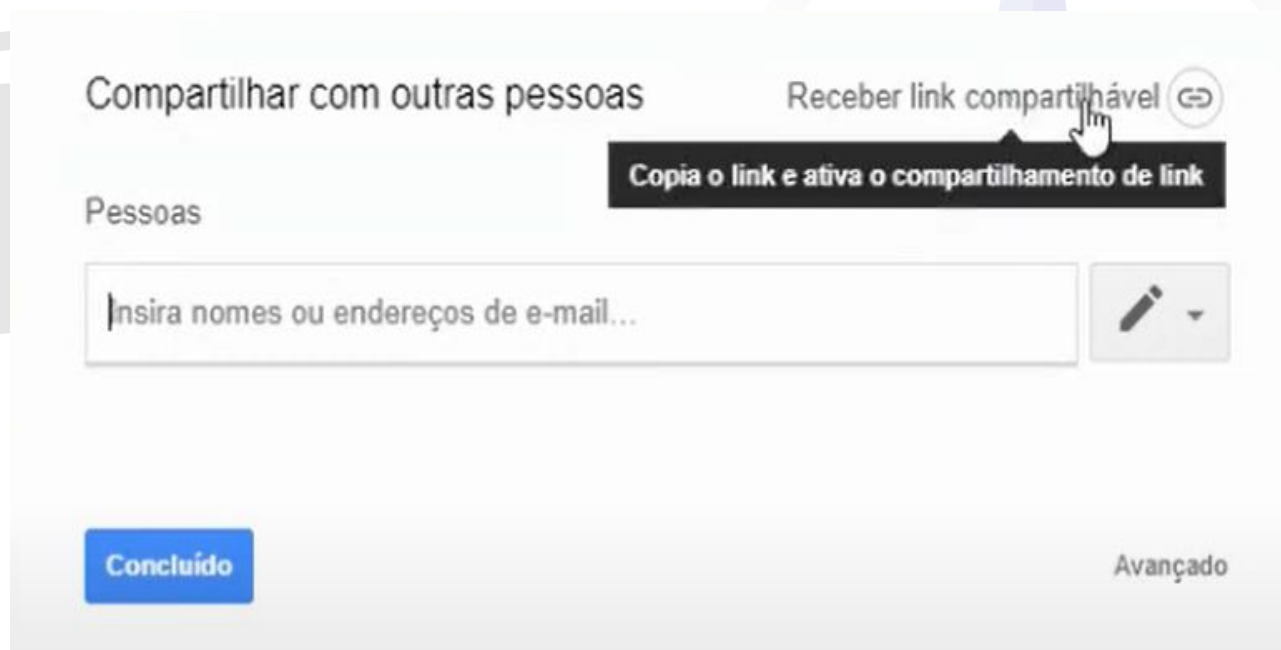 Compartilhar com outras pessoas
Receber link compartilhável
Copia o link e ativa o compartilhamento de link
Pessoas
Insira nomes ou endereços de e-mail...
Concluído
Avançado